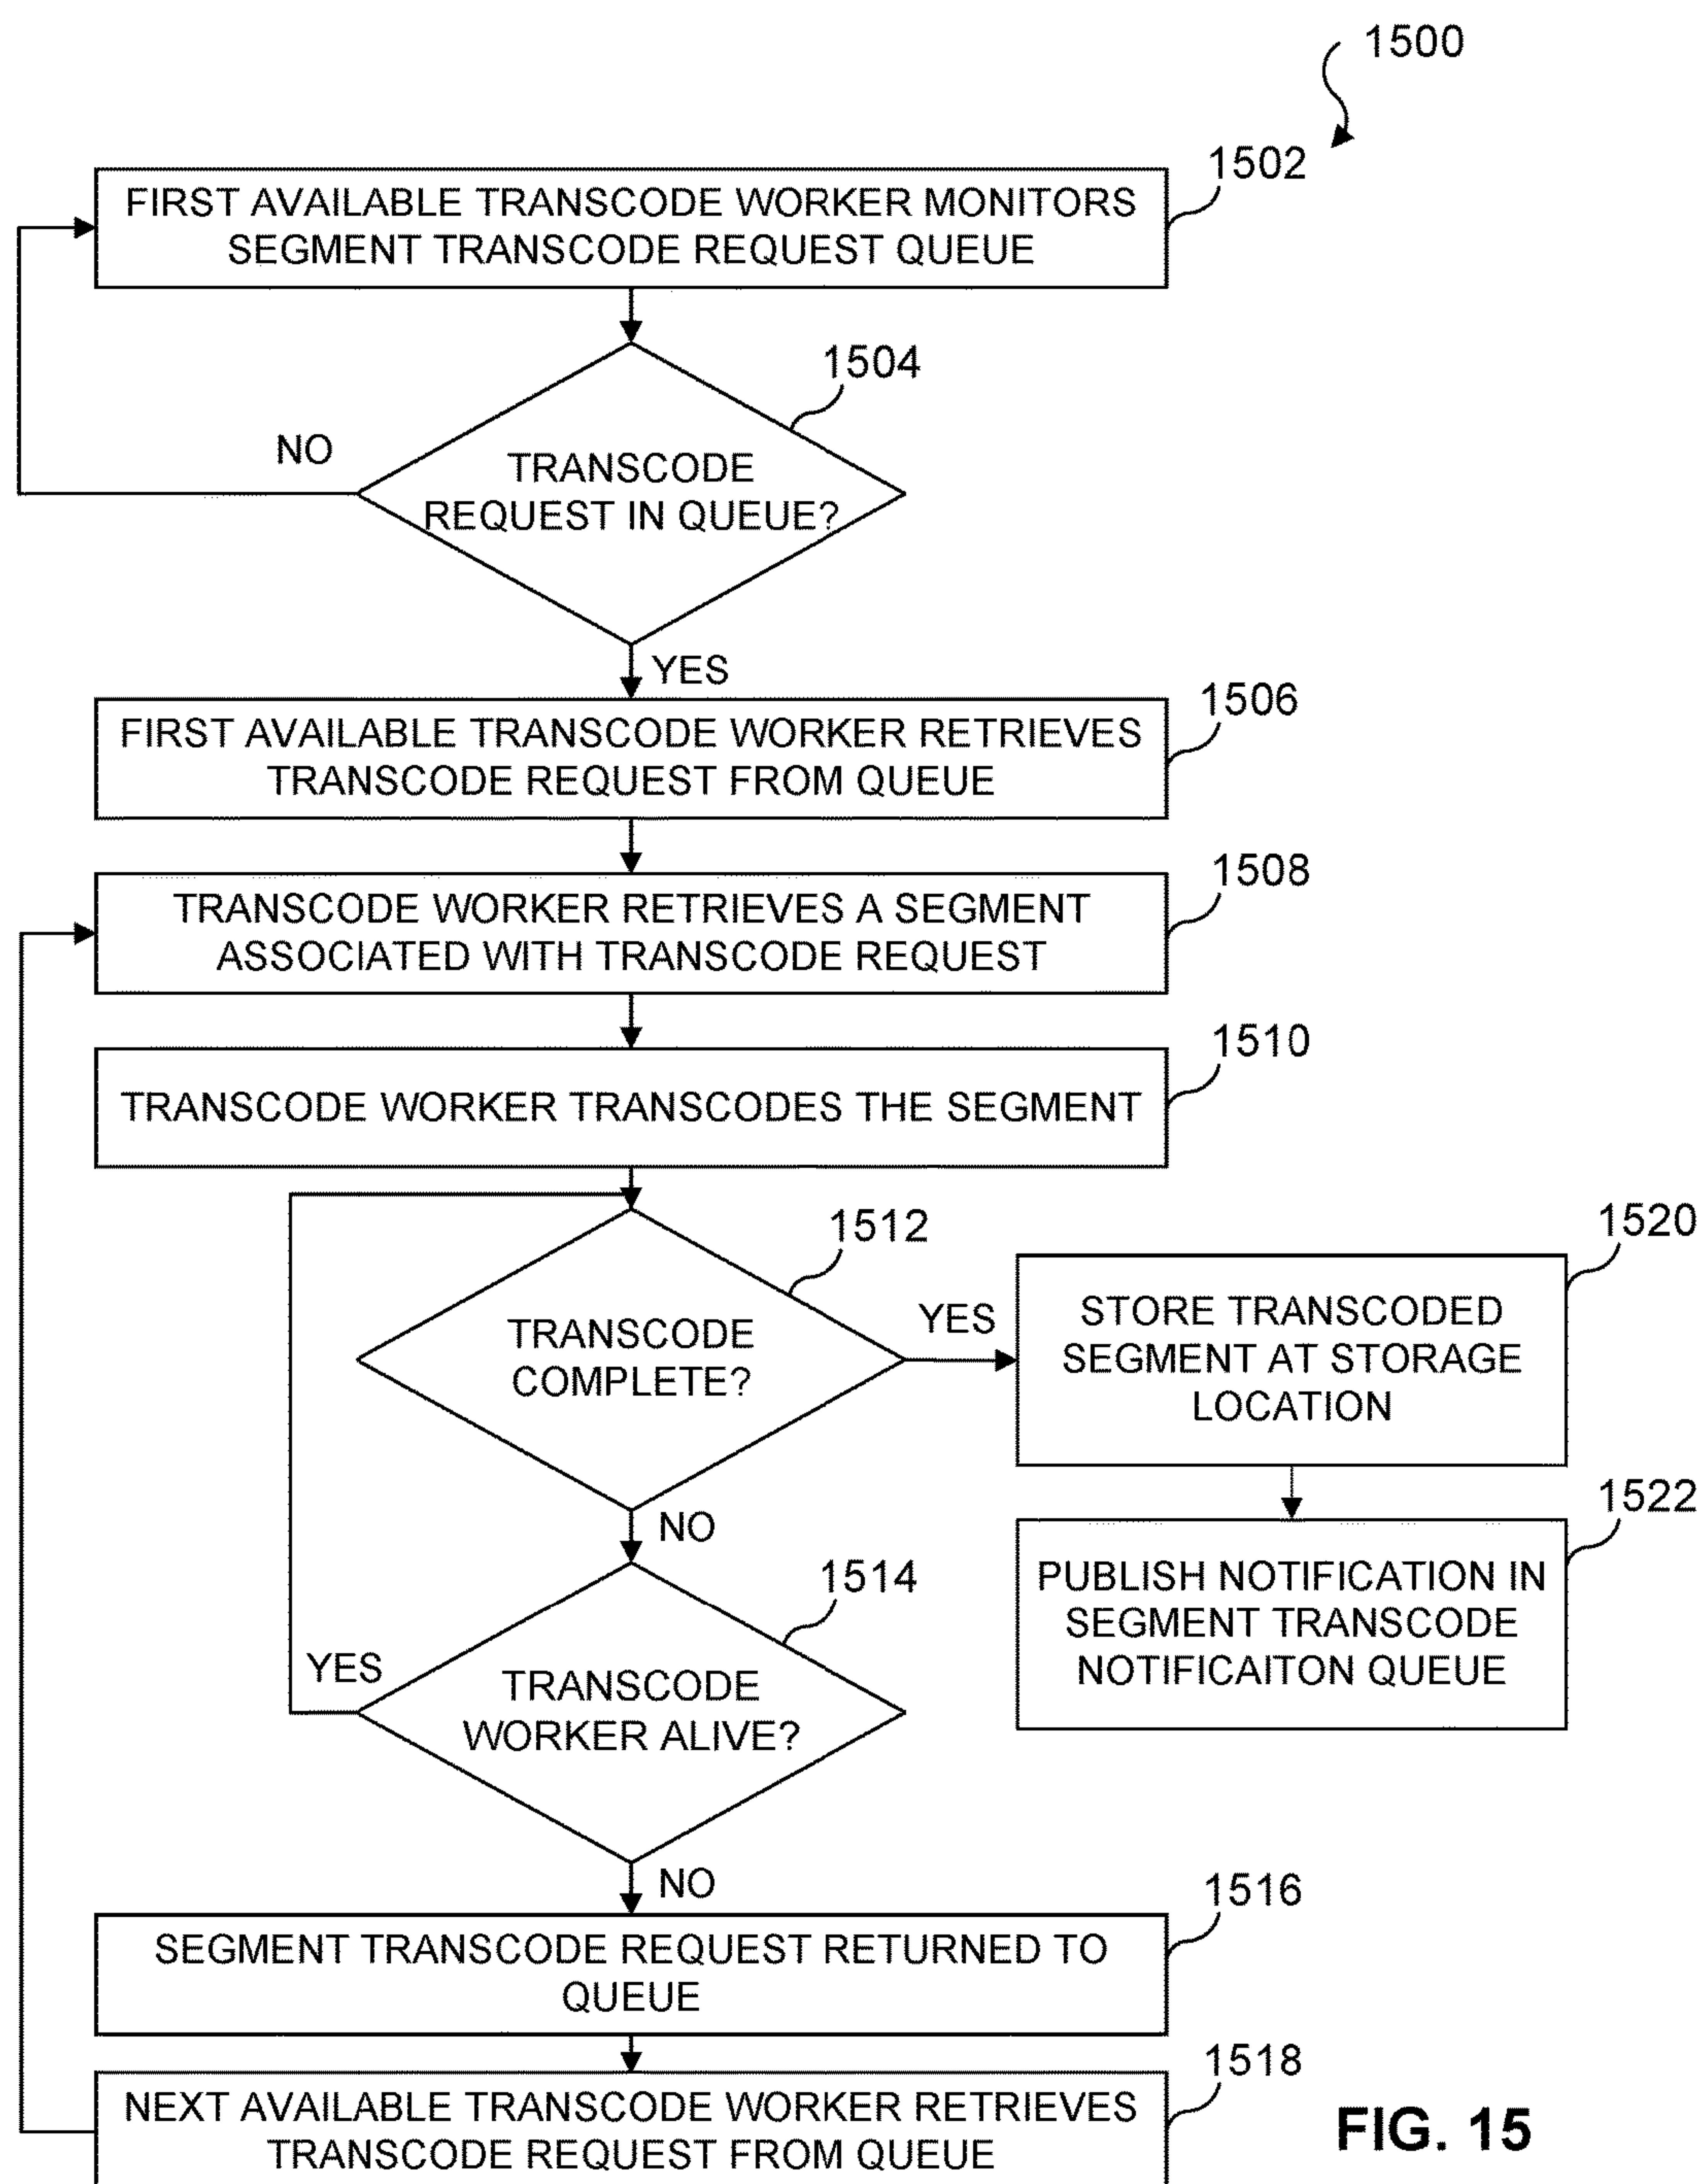 1500
1502
FIRST AVAILABLE TRANSCODE WORKER MONITORS
SEGMENT TRANSCODE REQUEST QUEUE
1504
NO
TRANSCODE
REQUEST IN QUEUE?
YES
1506
FIRST AVAILABLE TRANSCODE WORKER RETRIEVES
TRANSCODE REQUEST FROM QUEUE
1508
TRANSCODE WORKER RETRIEVES A SEGMENT
ASSOCIATED WITH TRANSCODE REQUEST
1510
TRANSCODE WORKER TRANSCODES THE SEGMENT
1512
TRANSCODE
COMPLETE?
YES
1520
STORE TRANSCODED
SEGMENT AT STORAGE
LOCATION
NO
1522
PUBLISH NOTIFICATION IN
SEGMENT TRANSCODE
NOTIFICAITON QUEUE
1514
YES
TRANSCODE
WORKER ALIVE?
NO
1516
SEGMENT TRANSCODE REQUEST RETURNED TO
QUEUE
1518
NEXT AVAILABLE TRANSCODE WORKER RETRIEVES
TRANSCODE REQUEST FROM QUEUE
FIG. 15